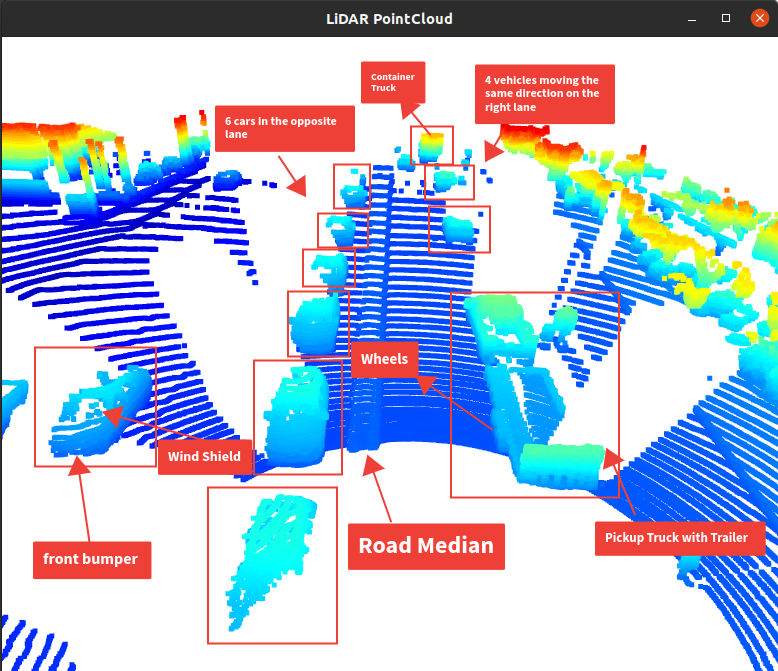 LiDAR PointCloud
Container
Truck
4 vehicles moving the
same direction on the
right lane
6 cars in the opposite
lane
Wheels
Wind Shield
Road Median
Pickup Truck with Trailer
front bumper